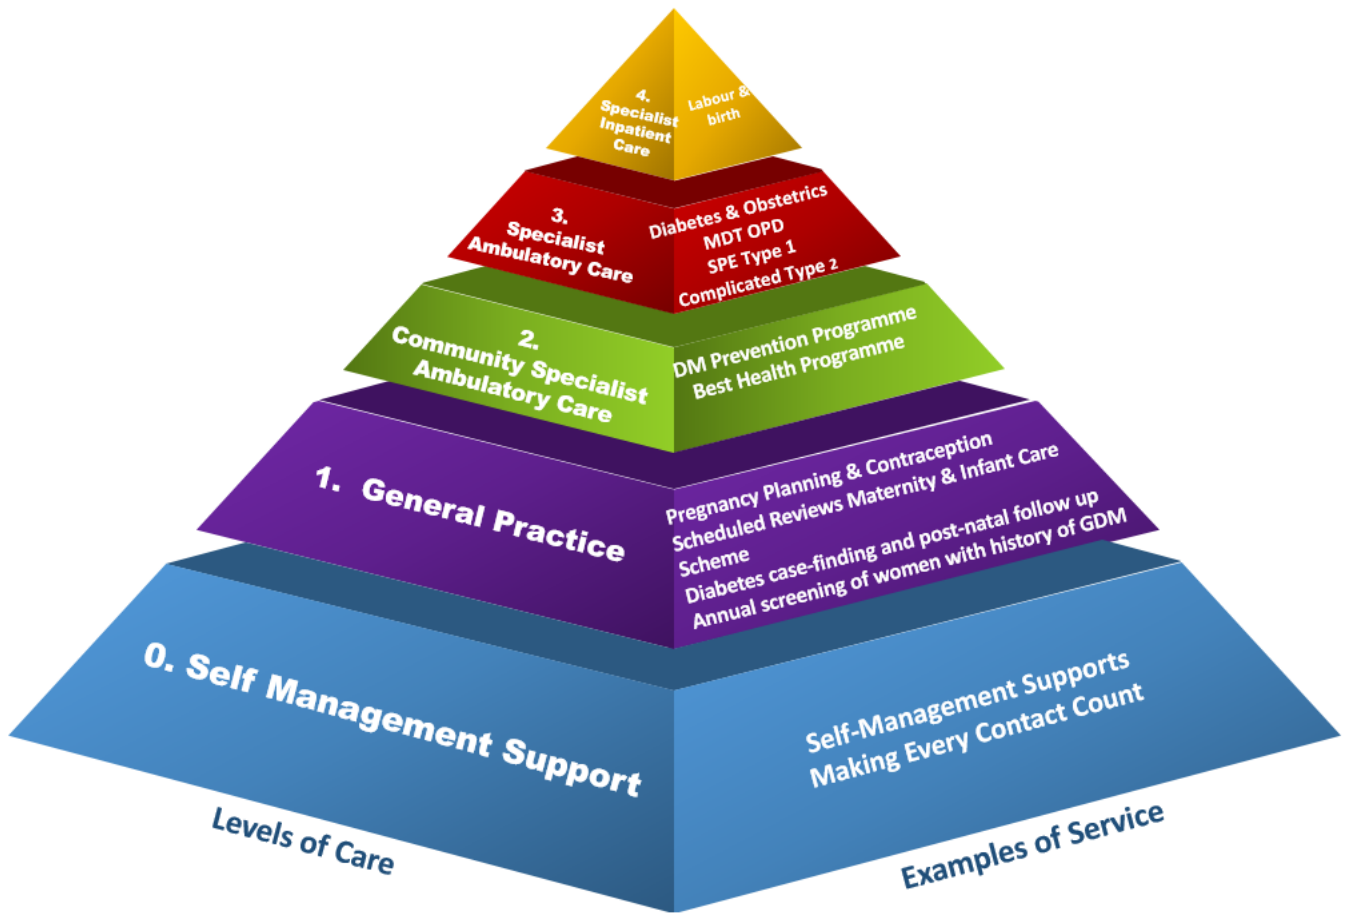 4.
Specialist
Inpatient
Care
Labour &
birth
3.
Specialist
Ambulatory Care
Diabetes & Obstetrics
MDT OPD
SPE Type 1
Complicated Type 2
2.
Community Specialist
Ambulatory Care
DM Prevention Programme
Best Health Programme
1. General Practice
Pregnancy Planning & Contraception
Scheduled Reviews Maternity & Infant Care
Scheme
Diabetes case-finding and post-natal follow up
Annual screening of women with history of GDM
0. Self Management Support
Self-Management Supports
Making Every Contact Count
Levels of Care
Examples of Service